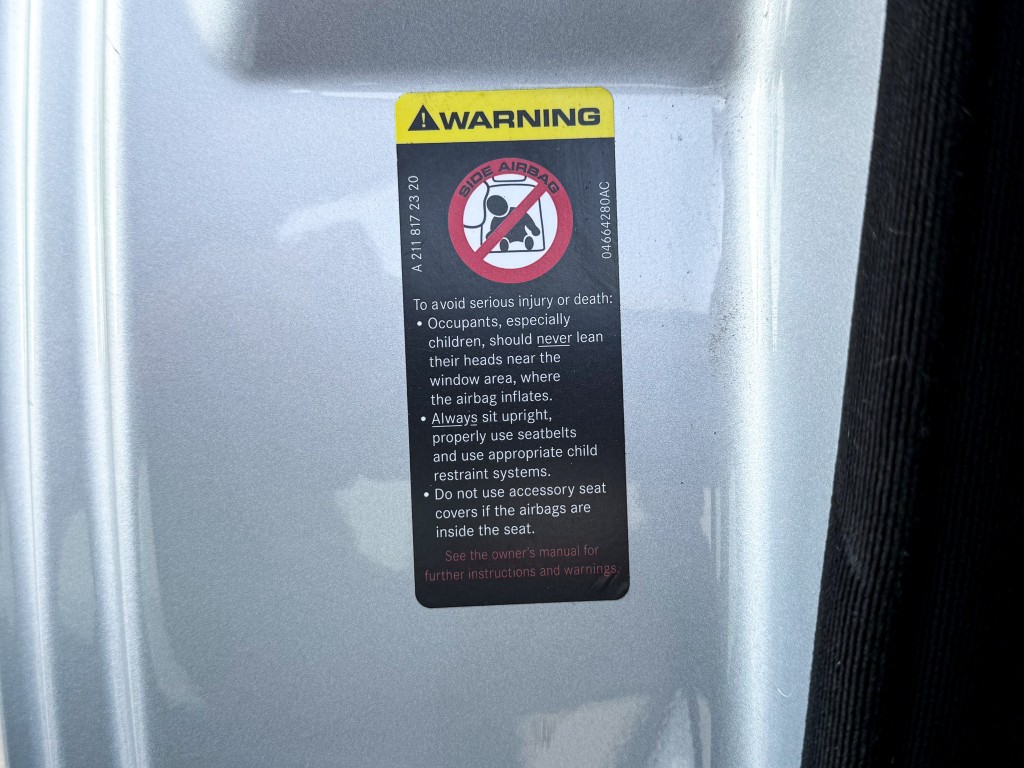 WARNING
SIDE AIRBAG
A 211 817 23 20
04664280AC
To avoid serious injury or death:
• Occupants, especially
children, should never lean
their heads near the
window area, where
the airbag inflates.
• Always sit upright,
properly use seatbelts
and use appropriate child
restraint systems.
• Do not use accessory seat
covers if the airbags are
inside the seat.
See the owner's manual for
further instructions and warnings.